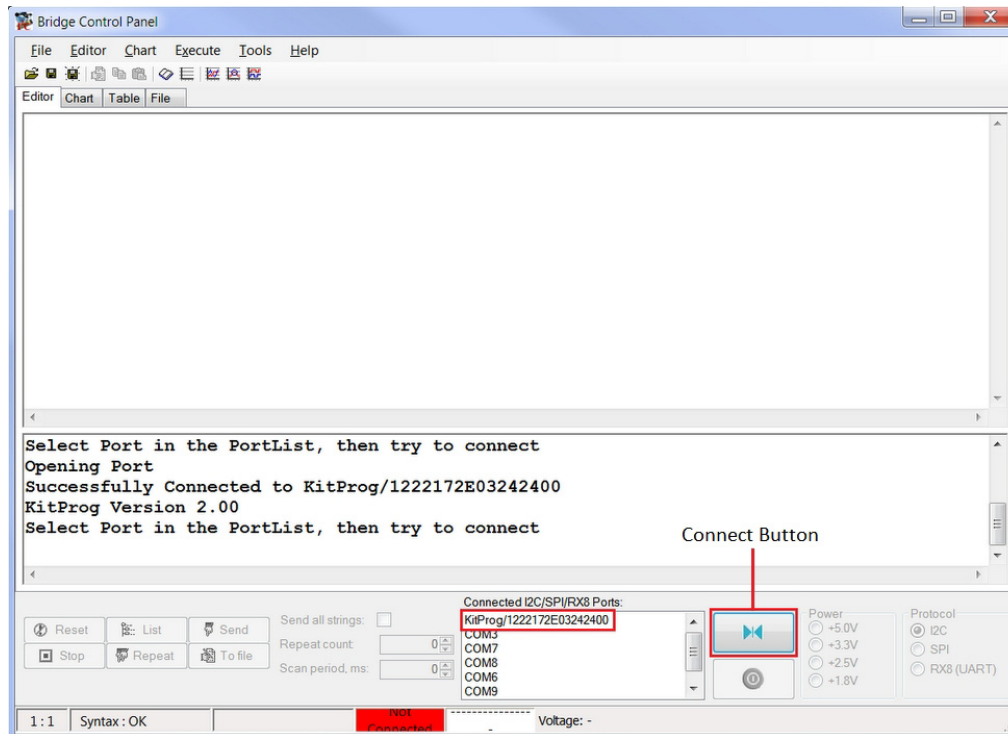 Bridge Control Panel
File Editor Chart Execute Tools Help
Editor Chart Table File
Select Port in the PortList, then try to connect
Opening Port
Successfully Connected to KitProg/1222172E03242400
KitProg Version 2.00
Select Port in the PortList, then try to connect
Connect Button
Connected I2C/SPI/RX8 Ports:
KitProg/1222172E03242400
COM3
COM7
COM8
COM6
COM9
Reset List Send
Stop Repeat To file
Send all strings:
Repeat count: 0
Scan period, ms: 0
Power
+5.0V
+3.3V
+2.5V
+1.8V
Protocol
I2C
SPI
RX8 (UART)
1:1 Syntax : OK Not Connected Voltage: -